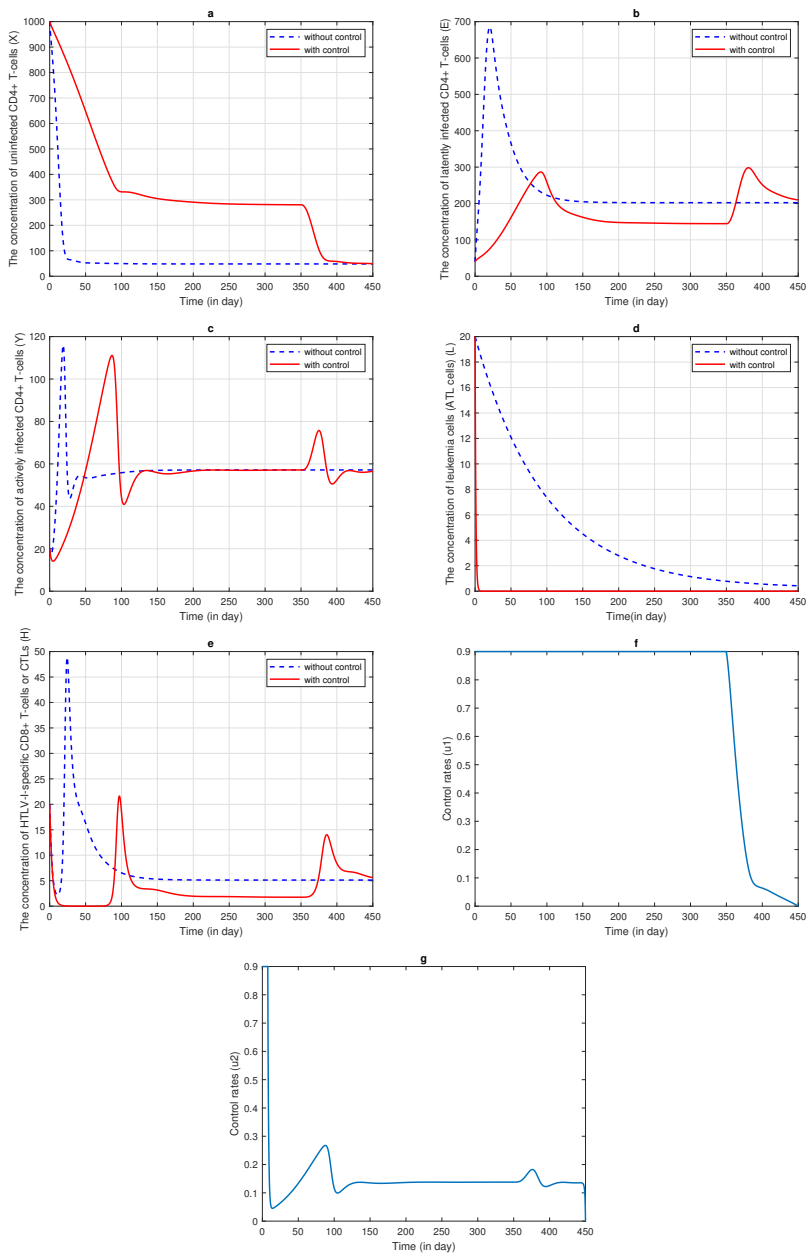 a
The concentration of uninfected CD4+ T-cells (X)
1000
900
800
700
600
500
400
300
200
100
0
0 50 100 150 200 250 300 350 400 450
Time (in day)
without control
with control
b
The concentration of latently infected CD4+ T-cells (E)
700
600
500
400
300
200
100
0
0 50 100 150 200 250 300 350 400 450
Time (in day)
without control
with control
c
The concentration of actively infected CD4+ T-cells (Y)
120
100
80
60
40
20
0
0 50 100 150 200 250 300 350 400 450
Time (in day)
without control
with control
d
The concentration of leukemia cells (ATL cells) (L)
20
18
16
14
12
10
8
6
4
2
0
0 50 100 150 200 250 300 350 400 450
Time(in day)
without control
with control
e
The concentration of HTLV-I-specific CD8+ T-cells or CTLs (H)
50
45
40
35
30
25
20
15
10
5
0
0 50 100 150 200 250 300 350 400 450
Time (in day)
without control
with control
f
Control rates (u1)
0.9
0.8
0.7
0.6
0.5
0.4
0.3
0.2
0.1
0
0 50 100 150 200 250 300 350 400 450
Time (in day)
g
Control rates (u2)
0.9
0.8
0.7
0.6
0.5
0.4
0.3
0.2
0.1
0
0 50 100 150 200 250 300 350 400 450
Time (in day)